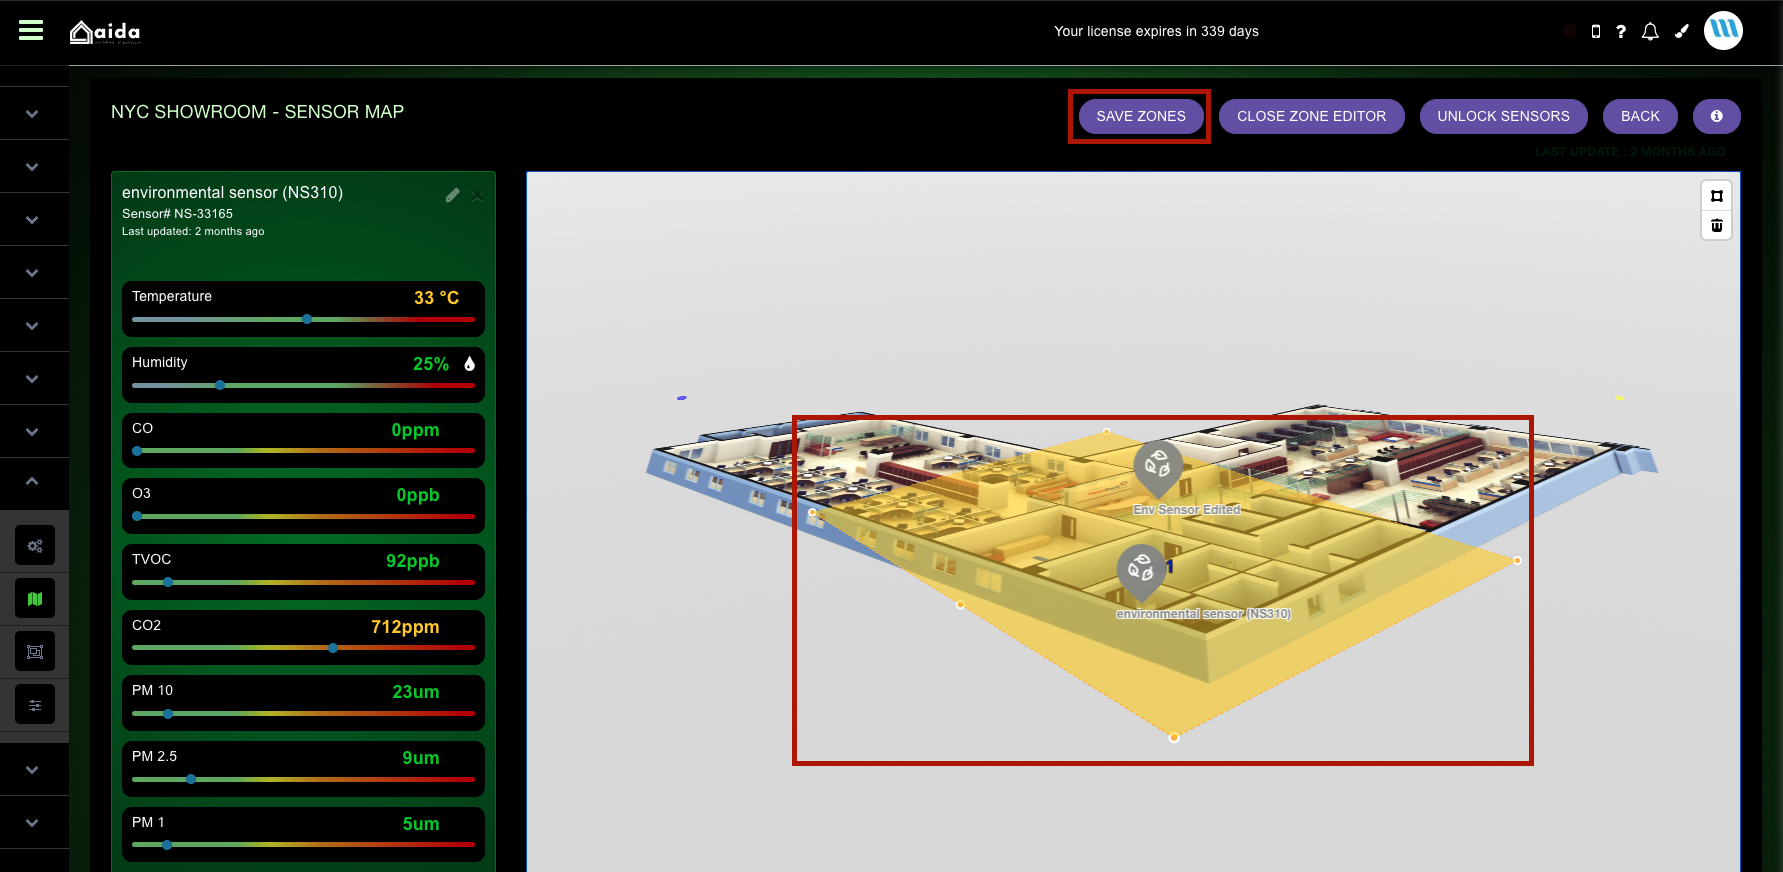 aida
Your license expires in 339 days
?
NYC SHOWROOM - SENSOR MAP
SAVE ZONES
CLOSE ZONE EDITOR
UNLOCK SENSORS
BACK
LAST UPDATE : 2 MONTHS AGO
environmental sensor (NS310)
Sensor# NS-33165
Last updated: 2 months ago
Temperature 33 °C
Humidity 25%
CO 0ppm
O3 0ppb
TVOC 92ppb
CO2 712ppm
PM 10 23um
PM 2.5 9um
PM 1 5um
Env Sensor Edited
1
environmental sensor (NS310)